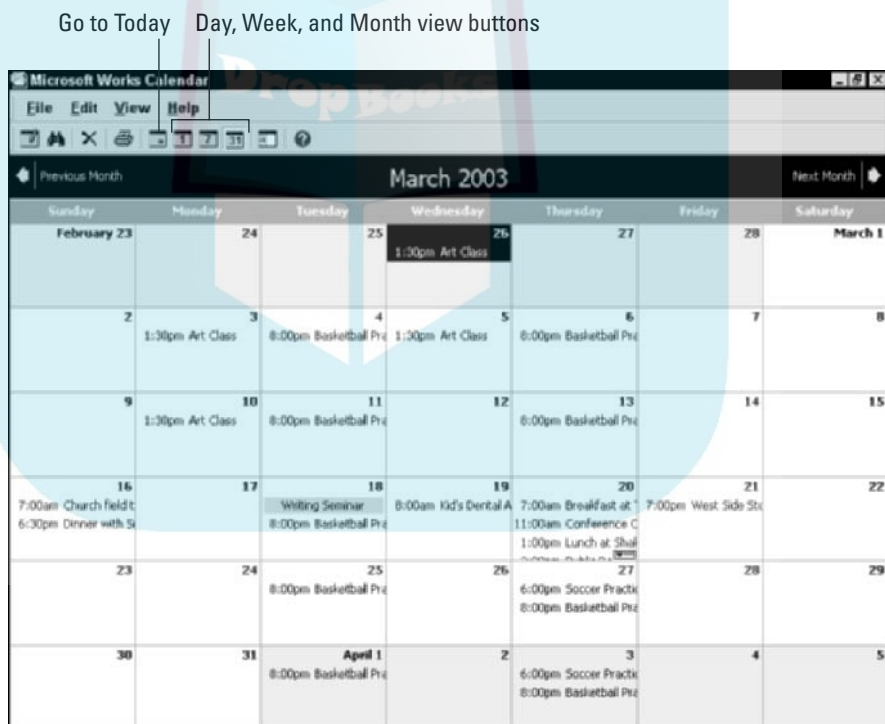 Go to Today Day, Week, and Month view buttons
DropBooks
Microsoft Works Calendar
File Edit View Help
1 7 31
Previous Month March 2003 Next Month
Sunday Monday Tuesday Wednesday Thursday Friday Saturday
February 23 24 25 26 27 28 March 1
1:30pm Art Class
2 3 4 5 6 7 8
1:30pm Art Class 8:00pm Basketball Pra 1:30pm Art Class 8:00pm Basketball Pra
9 10 11 12 13 14 15
1:30pm Art Class 8:00pm Basketball Pra 8:00pm Basketball Pra
16 17 18 19 20 21 22
7:00am Church field t Writing Seminar 8:00am Kid's Dental A 7:00am Breakfast at 7:00pm West Side Sto
6:30pm Dinner with S 8:00pm Basketball Pra 11:00am Conference C
1:00pm Lunch at Shal
23 24 25 26 27 28 29
8:00pm Basketball Pra 6:00pm Soccer Practic
8:00pm Basketball Pra
30 31 April 1 2 3 4 5
8:00pm Basketball Pra 6:00pm Soccer Practic
8:00pm Basketball Pra